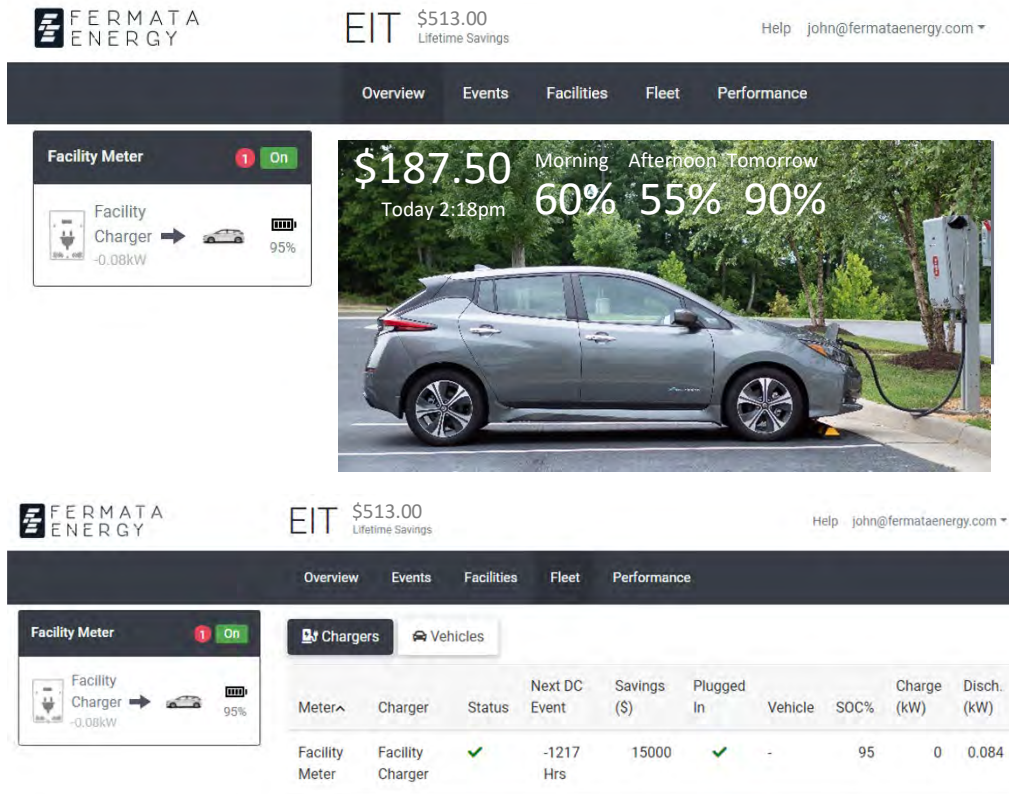 FERMATA
ENERGY
EIT $513.00
Lifetime Savings
Help john@fermataenergy.com
Overview Events Facilities Fleet Performance
Facility Meter 1 On
Facility
Charger
-0.08kW
95%
$187.50 Morning Afternoon Tomorrow
Today 2:18pm 60% 55% 90%
FERMATA
ENERGY
EIT $513.00
Lifetime Savings
Help john@fermataenergy.com
Overview Events Facilities Fleet Performance
Facility Meter 1 On
Facility
Charger
-0.08kW
95%
Chargers Vehicles
Next DC Savings Plugged Charge Disch.
Meter Charger Status Event ($) In Vehicle SOC% (kW) (kW)
Facility Facility -1217 15000 - 95 0 0.084
Meter Charger Hrs